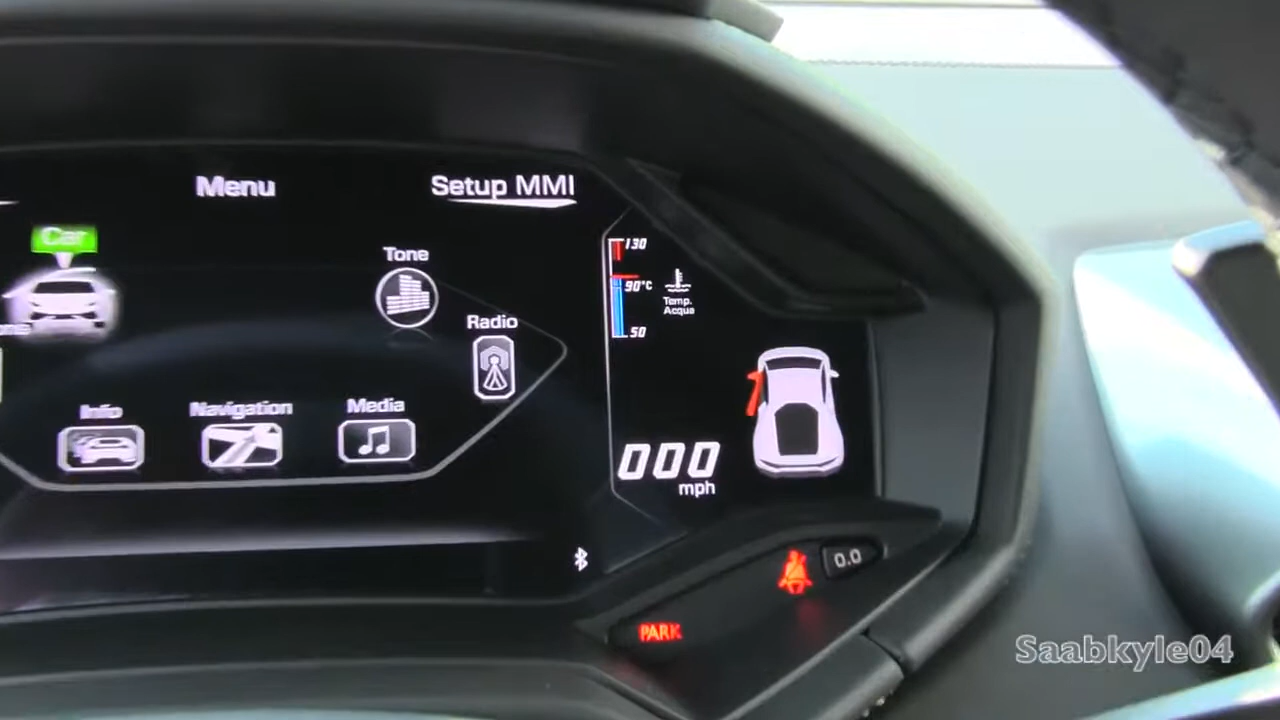 Menu
Setup MMI
Car
Tone
Radio
Info
Navigation
Media
130
90°C
50
Temp.
Acqua
000
mph
0.0
PARK
Saabkyle04